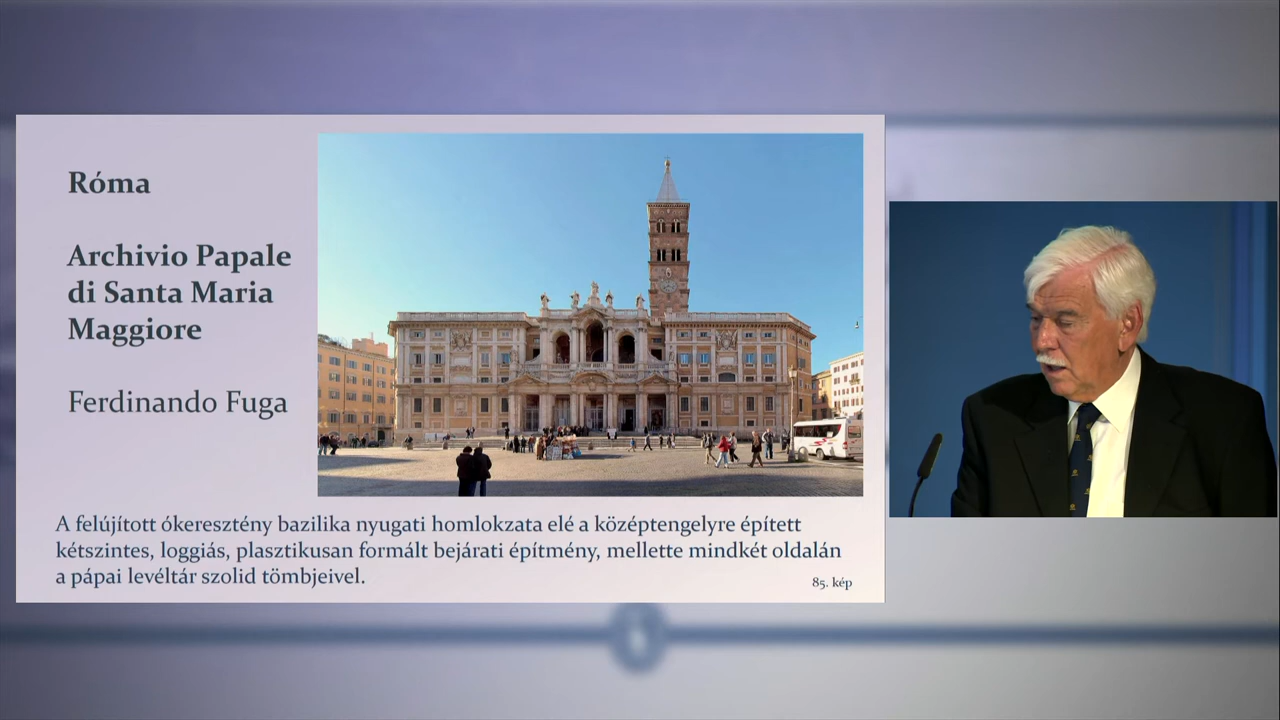 Róma
Archivio Papale
di Santa Maria
Maggiore
Ferdinando Fuga
A felújított ókeresztény bazilika nyugati homlokzata elé a középtengelyre épített
kétszintes, loggiás, plasztikusan formált bejárati építmény, mellette mindkét oldalán
a pápai levéltár szolid tömbjeivel.
85. kép